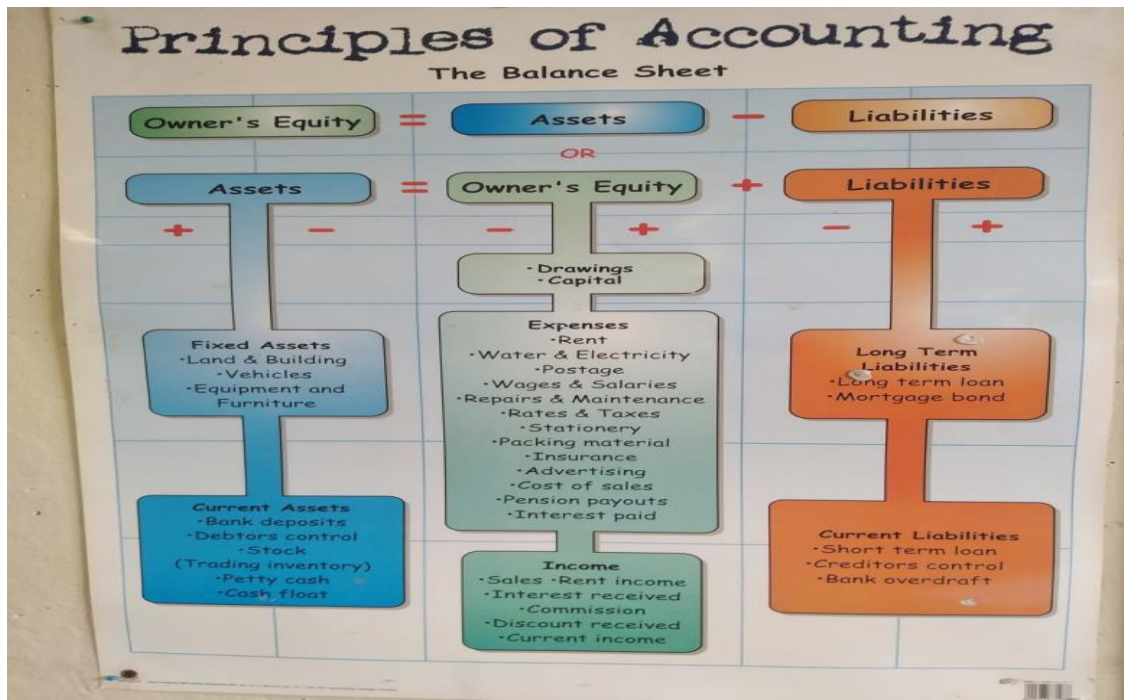 Principles of Accounting
The Balance Sheet
Owner's Equity = Assets - Liabilities
OR
Assets = Owner's Equity + Liabilities
+ - - + - +
·Drawings
·Capital
Fixed Assets
·Land & Building
·Vehicles
·Equipment and
Furniture
Current Assets
·Bank deposits
·Debtors control
·Stock
(Trading inventory)
·Petty cash
·Cash float
Expenses
·Rent
·Water & Electricity
·Postage
·Wages & Salaries
·Repairs & Maintenance
·Rates & Taxes
·Stationery
·Packing material
·Insurance
·Advertising
·Cost of sales
·Pension payouts
·Interest paid
Income
·Sales ·Rent income
·Interest received
·Commission
·Discount received
·Current income
Long Term
Liabilities
·Long term loan
·Mortgage bond
Current Liabilities
·Short term loan
·Creditors control
·Bank overdraft